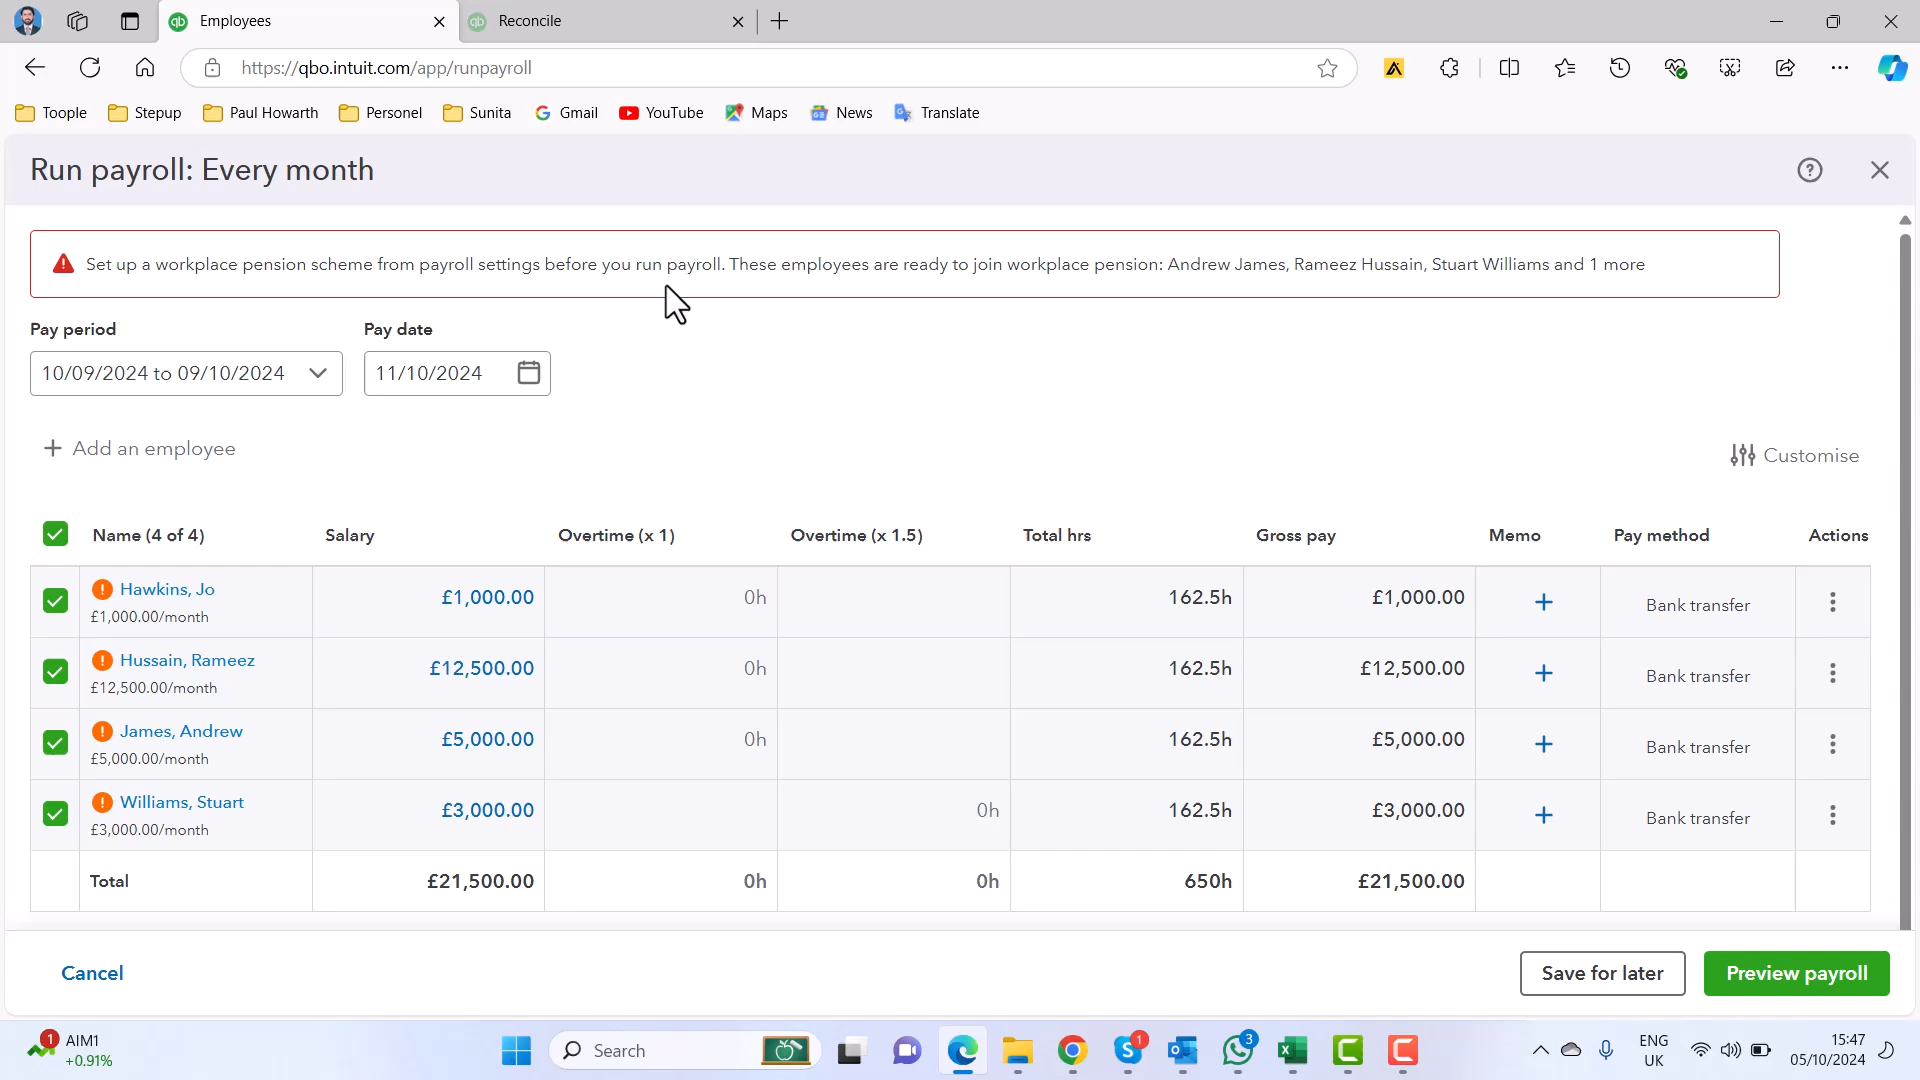 Employees
Reconcile
https://qbo.intuit.com/app/runpayroll
Toople
Stepup
Paul Howarth
Personel
Sunita
Gmail
YouTube
Maps
News
Translate
Run payroll: Every month
Set up a workplace pension scheme from payroll settings before you run payroll. These employees are ready to join workplace pension: Andrew James, Rameez Hussain, Stuart Williams and 1 more
Pay period Pay date
10/09/2024 to 09/10/2024 11/10/2024
+ Add an employee
Customise
Name (4 of 4) Salary Overtime (x 1) Overtime (x 1.5) Total hrs Gross pay Memo Pay method Actions
Hawkins, Jo £1,000.00 0h 162.5h £1,000.00 + Bank transfer
£1,000.00/month
Hussain, Rameez £12,500.00 0h 162.5h £12,500.00 + Bank transfer
£12,500.00/month
James, Andrew £5,000.00 0h 162.5h £5,000.00 + Bank transfer
£5,000.00/month
Williams, Stuart £3,000.00 0h 162.5h £3,000.00 + Bank transfer
£3,000.00/month
Total £21,500.00 0h 0h 650h £21,500.00
Cancel
Save for later
Preview payroll
1
AIM1
+0.91%
Search
1
3
ENG
UK
15:47
05/10/2024